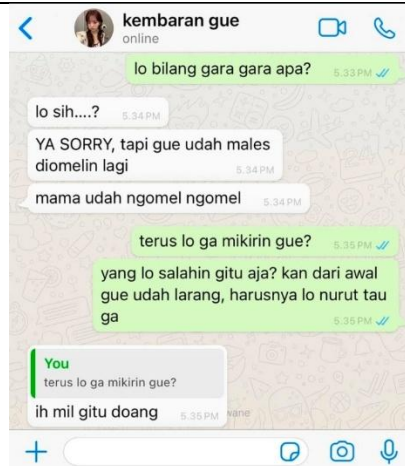 kembaran gue
online
lo bilang gara gara apa? 5.33 PM
lo sih....? 5.34 PM
YA SORRY, tapi gue udah males
diomelin lagi 5.34 PM
mama udah ngomel ngomel 5.34 PM
terus lo ga mikirin gue? 5.35 PM
yang lo salahin gitu aja? kan dari awal
gue udah larang, harusnya lo nurut tau
ga 5.35 PM
You
terus lo ga mikirin gue?
ih mil gitu doang 5.35 PM